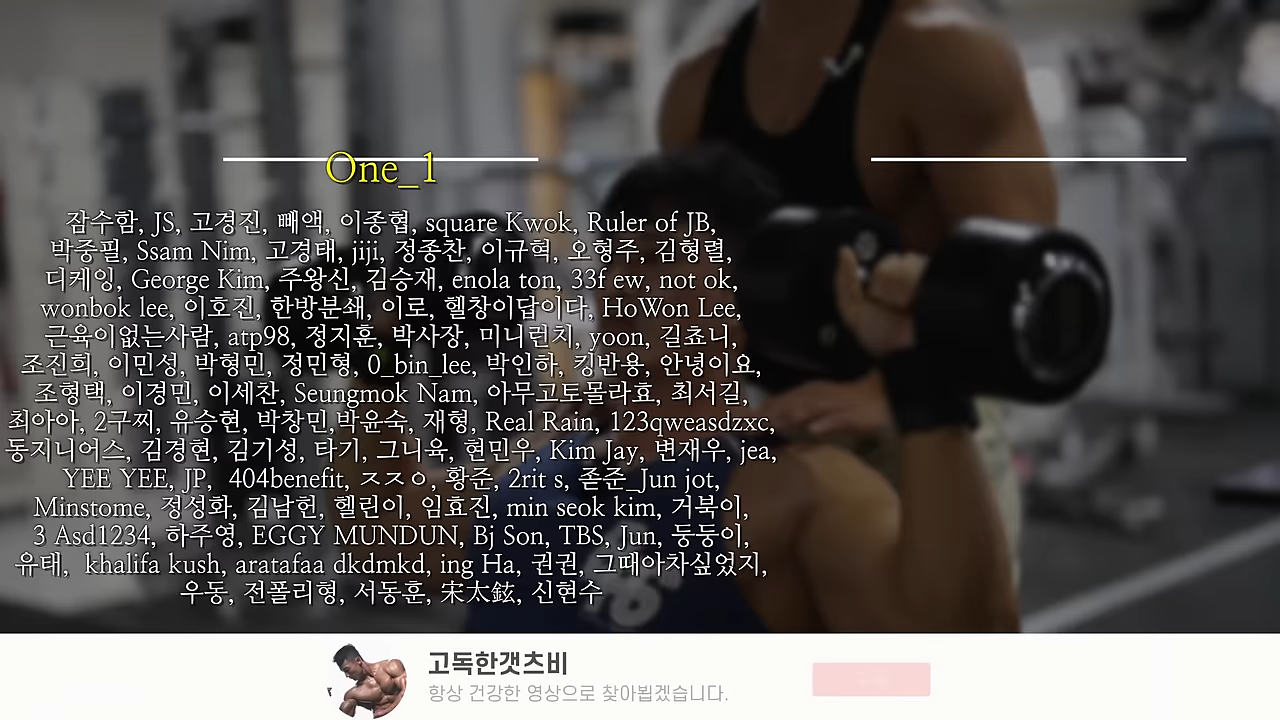 One_1
잠수함, JS, 고경진, 빼액, 이종협, square Kwok, Ruler of JB,
박중필, Ssam Nim, 고경태, jiji, 정종찬, 이규혁, 오형주, 김형렬,
디케잉, George Kim, 주왕신, 김승재, enola ton, 33f ew, not ok,
wonbok lee, 이호진, 한방분쇄, 이로, 헬창이답이다, HoWon Lee,
근육이없는사람, atp98, 정지훈, 박사장, 미니런치, yoon, 길쵸니,
조진희, 이민성, 박형민, 정민형, 0_bin_lee, 박인하, 킹반용, 안녕이요,
조형택, 이경민, 이세찬, Seungmok Nam, 아무고토몰라효, 최서길,
최아아, 2구찌, 유승현, 박창민,박윤숙, 재형, Real Rain, 123qweasdzxc,
동지니어스, 김경현, 김기성, 타기, 그니육, 현민우, Kim Jay, 변재우, jea,
YEE YEE, JP,  404benefit, ㅈㅈㅇ, 황준, 2rit s, 졷준_Jun jot,
Minstome, 정성화, 김남헌, 헬린이, 임효진, min seok kim, 거북이,
3 Asd1234, 하주영, EGGY MUNDUN, Bj Son, TBS, Jun, 둥둥이,
유태,  khalifa kush, aratafaa dkdmkd, ing Ha, 권권, 그때아차싶었지,
우동, 전폴리형, 서동훈, 宋太鉉, 신현수
고독한갯츠비
항상 건강한 영상으로 찾아뵙겠습니다.